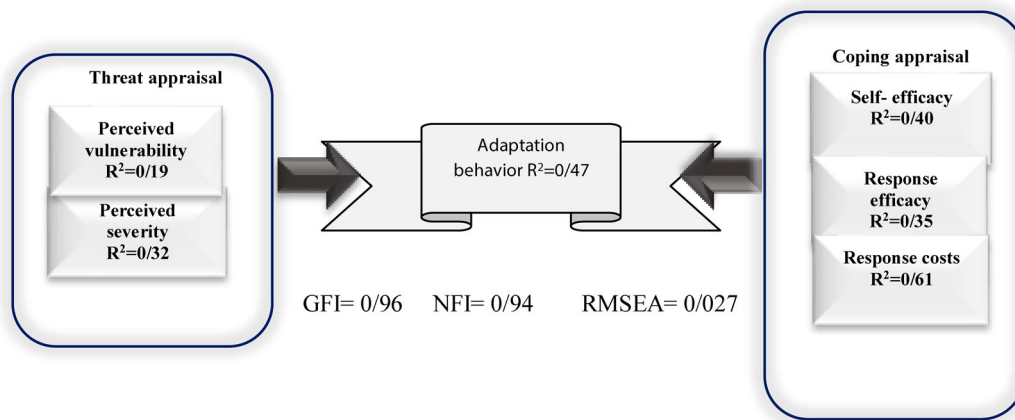 Threat appraisal
Perceived
vulnerability
R²=0/19
Perceived
severity
R²=0/32
Adaptation
behavior R²=0/47
GFI= 0/96 NFI= 0/94 RMSEA= 0/027
Coping appraisal
Self- efficacy
R²=0/40
Response
efficacy
R²=0/35
Response costs
R²=0/61